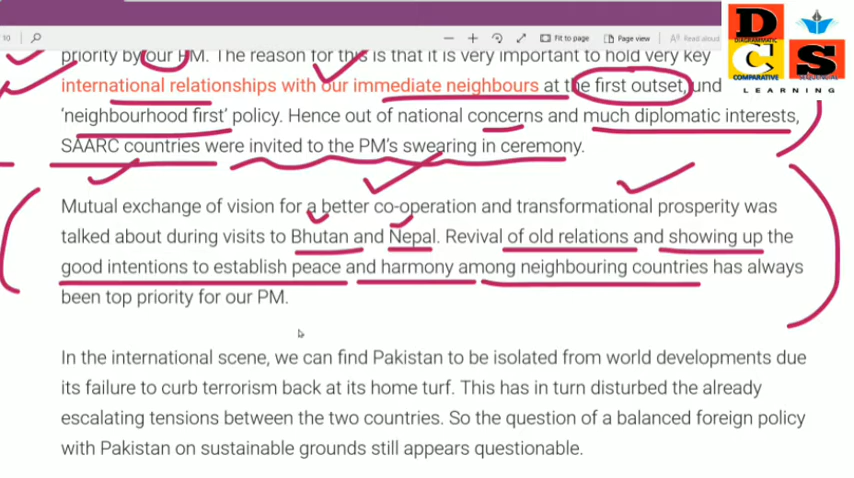 10
Fit to page
Page view
Read aloud
D
DIAGRAMMATIC
C
COMPARATIVE
S
LEARNING
priority by our PM. The reason for this is that it is very important to hold very key
international relationships with our immediate neighbours at the first outset, und
'neighbourhood first' policy. Hence out of national concerns and much diplomatic interests,
SAARC countries were invited to the PM's swearing in ceremony.
Mutual exchange of vision for a better co-operation and transformational prosperity was
talked about during visits to Bhutan and Nepal. Revival of old relations and showing up the
good intentions to establish peace and harmony among neighbouring countries has always
been top priority for our PM.
In the international scene, we can find Pakistan to be isolated from world developments due
its failure to curb terrorism back at its home turf. This has in turn disturbed the already
escalating tensions between the two countries. So the question of a balanced foreign policy
with Pakistan on sustainable grounds still appears questionable.